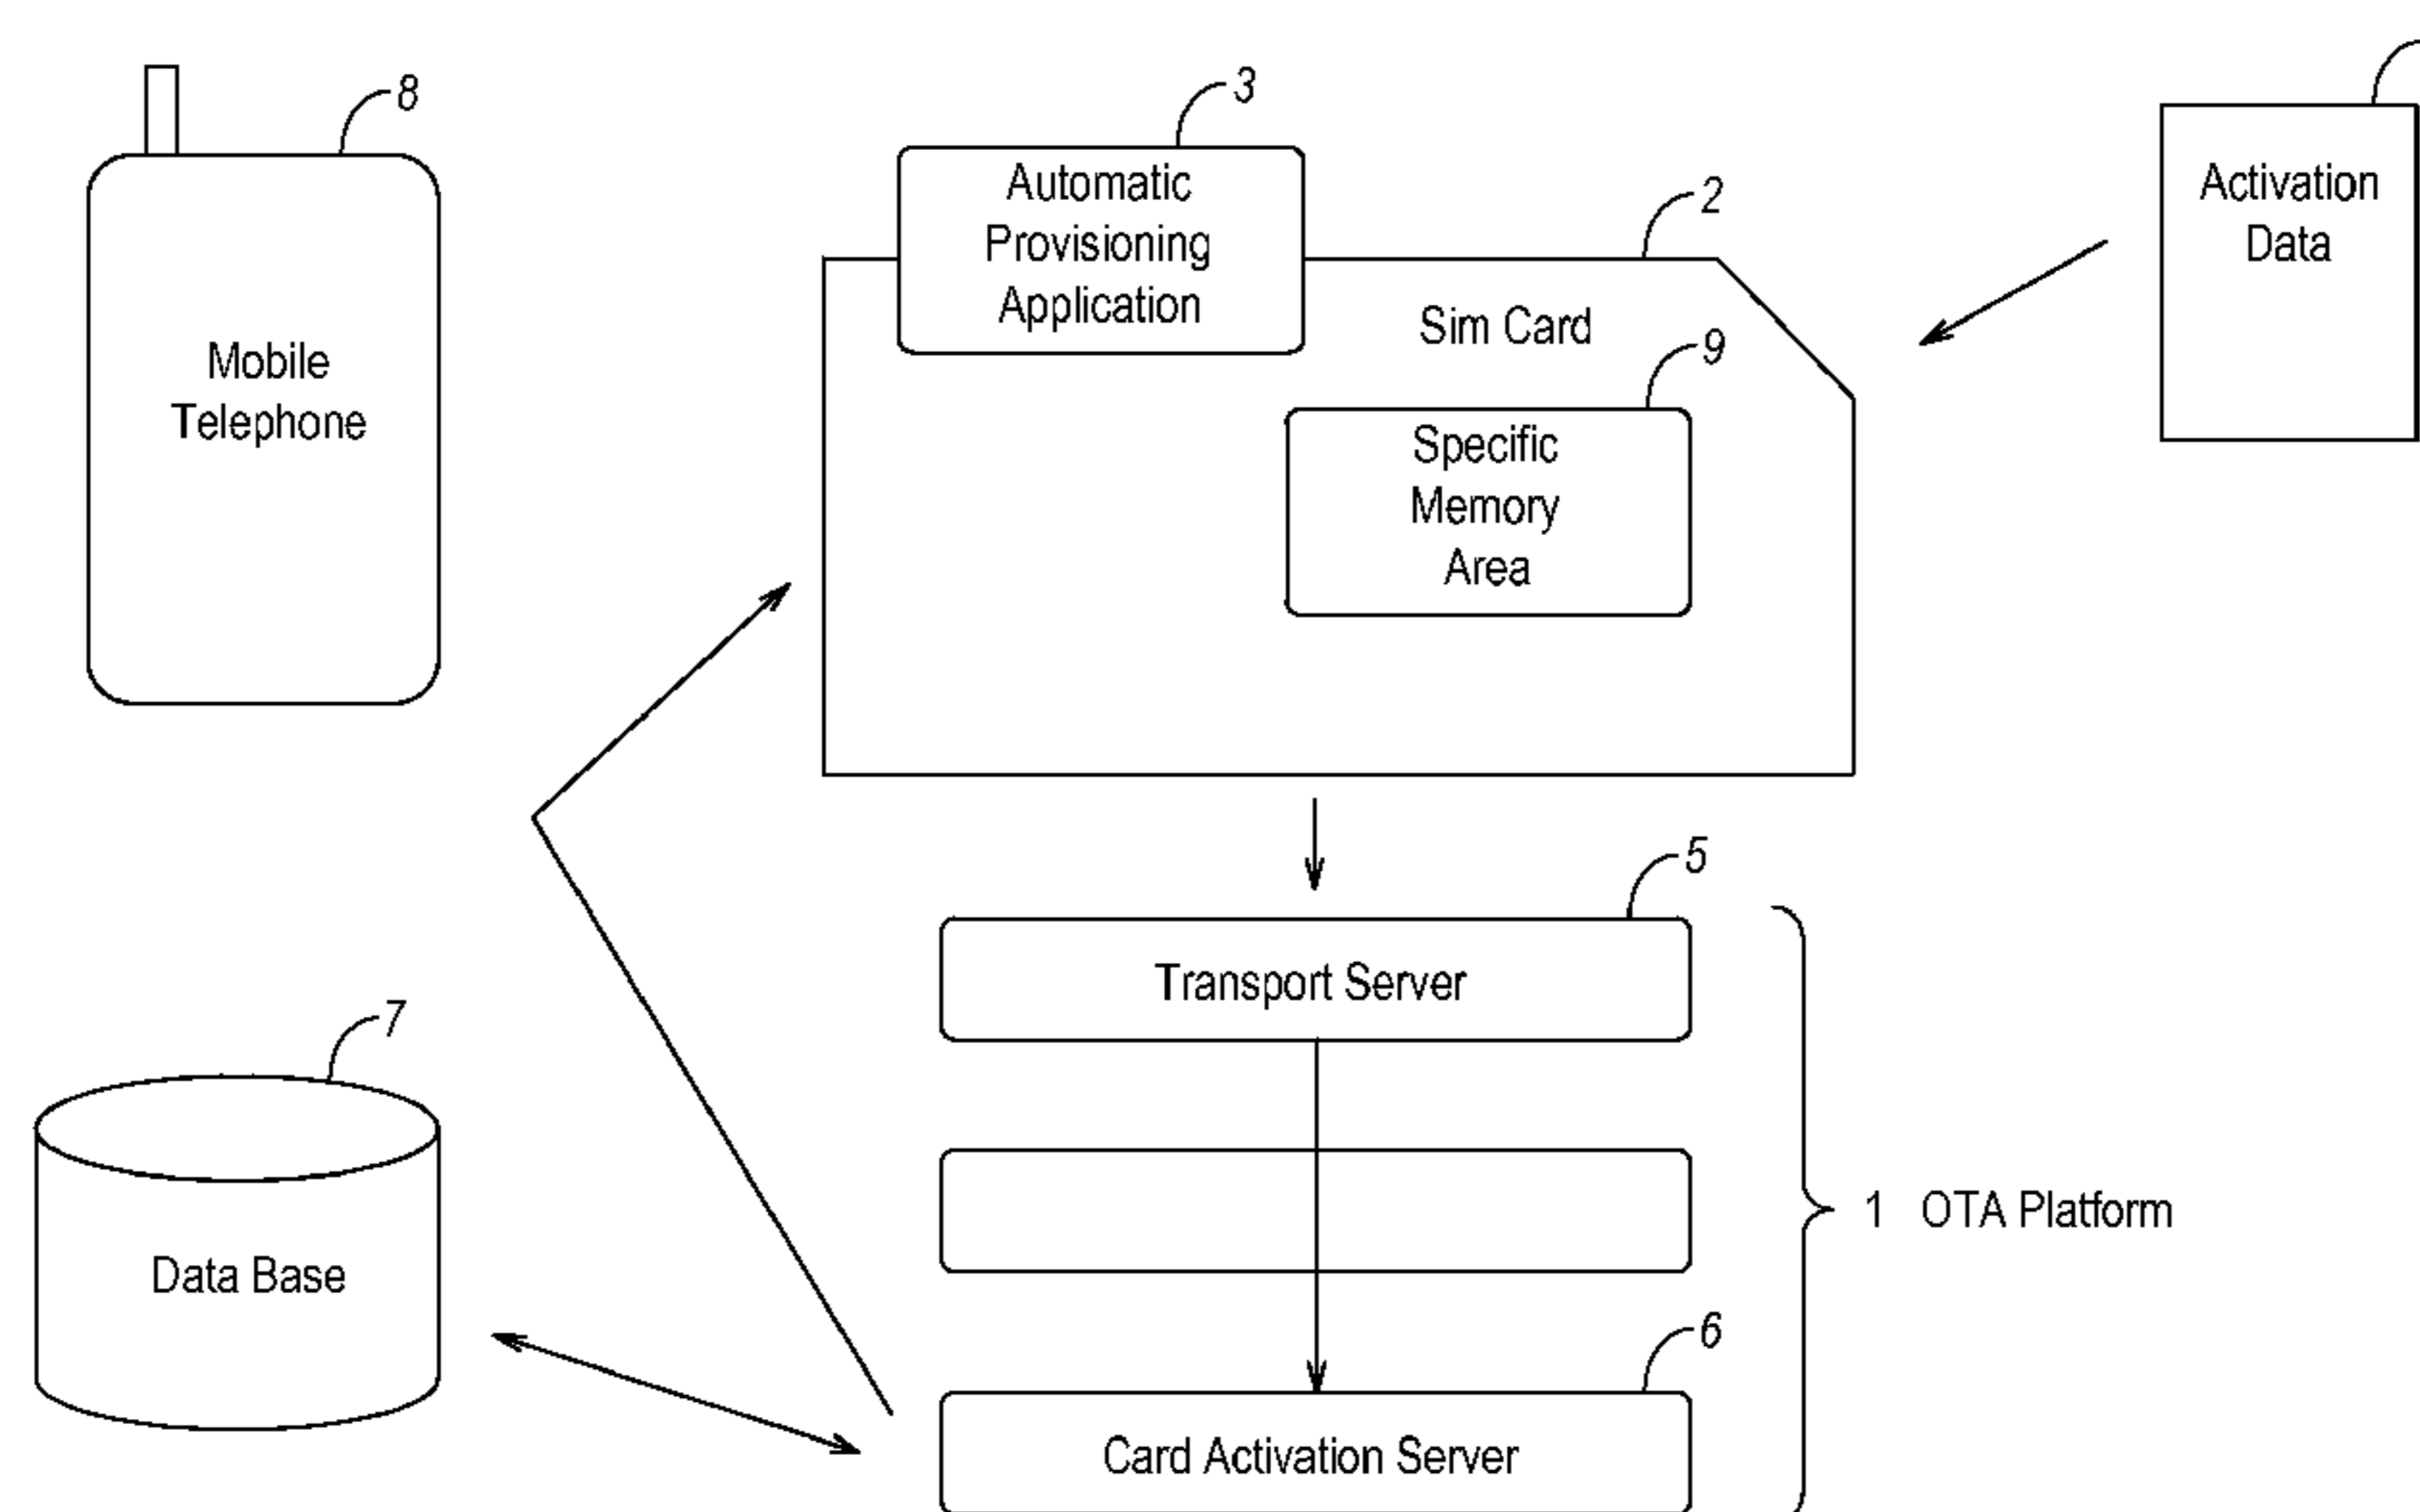 8
3
Automatic
Provisioning
Application
2
Activation
Data
Sim Card
9
Mobile
Telephone
Specific
Memory
Area
5
Transport Server
7
1 OTA Platform
Data Base
6
Card Activation Server